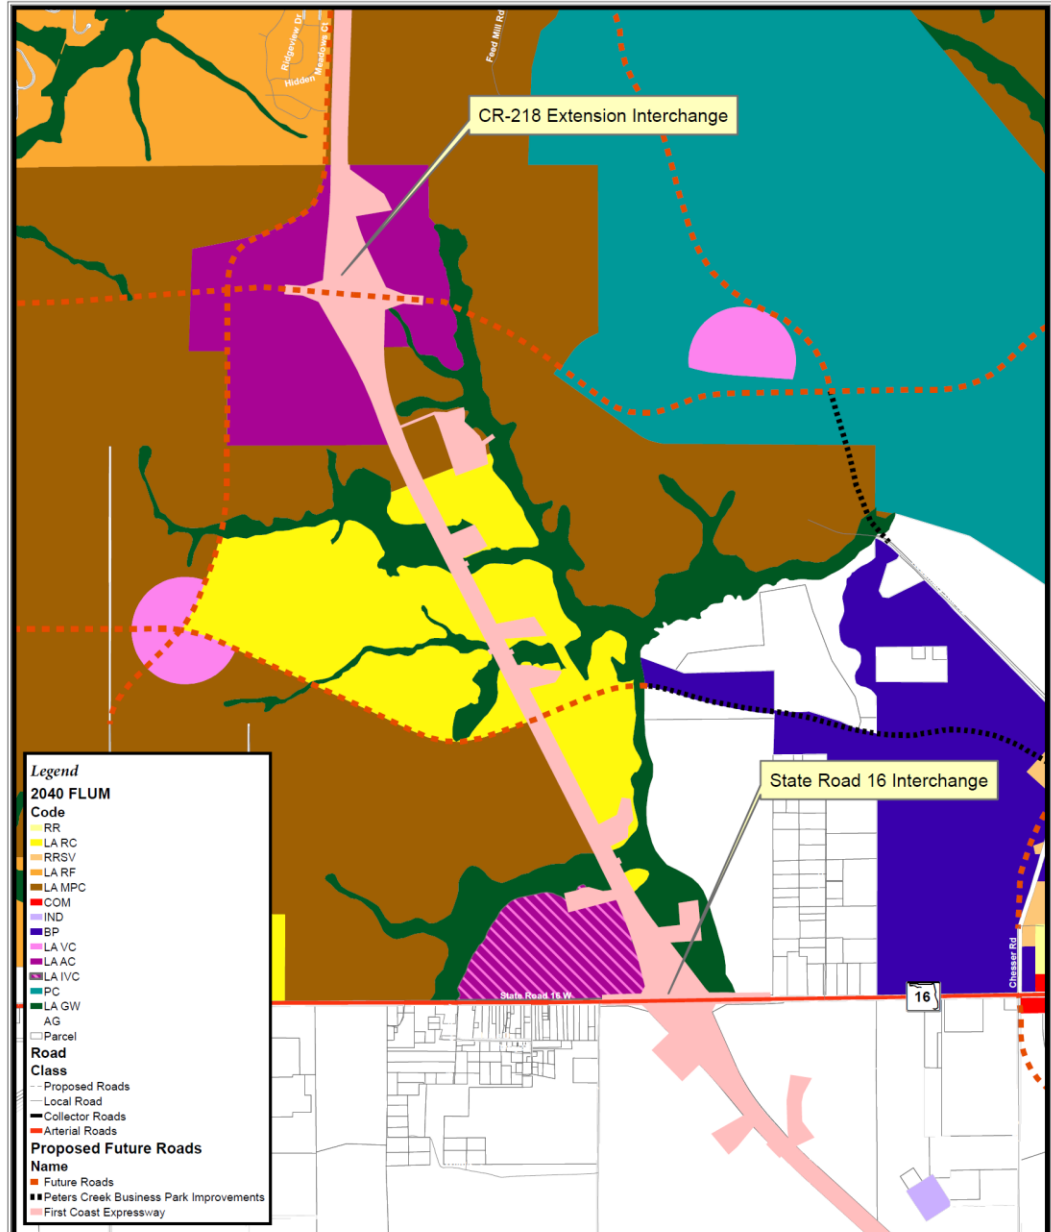 Ridgeview Dr
Hidden Meadows Ct
Feed Mill Rd
CR-218 Extension Interchange
State Road 16 Interchange
Chesser Rd
State Road 16 W
16
Legend
2040 FLUM
Code
RR
LA RC
RRSV
LA RF
LA MPC
COM
IND
BP
LA VC
LA AC
LA IVC
PC
LA GW
AG
Parcel
Road
Class
Proposed Roads
Local Road
Collector Roads
Arterial Roads
Proposed Future Roads
Name
Future Roads
Peters Creek Business Park Improvements
First Coast Expressway